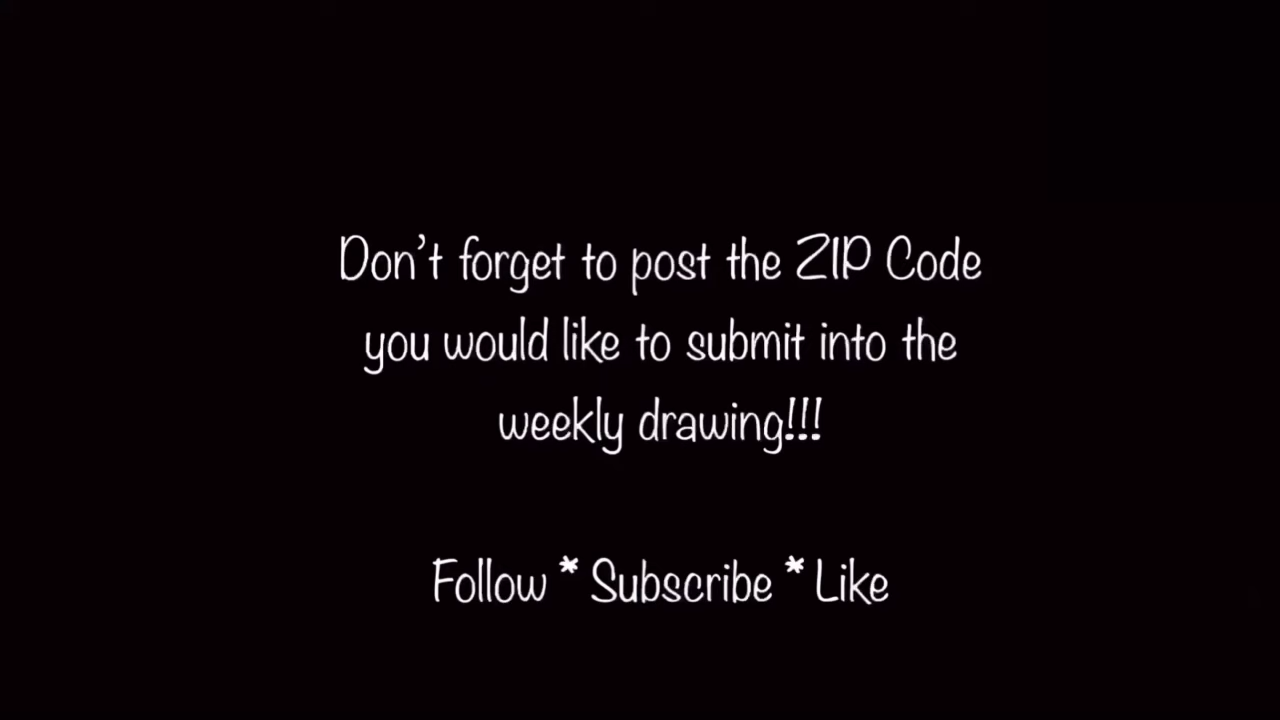 Don't forget to post the ZIP Code
you would like to submit into the
weekly drawing!!!
Follow * Subscribe * Like